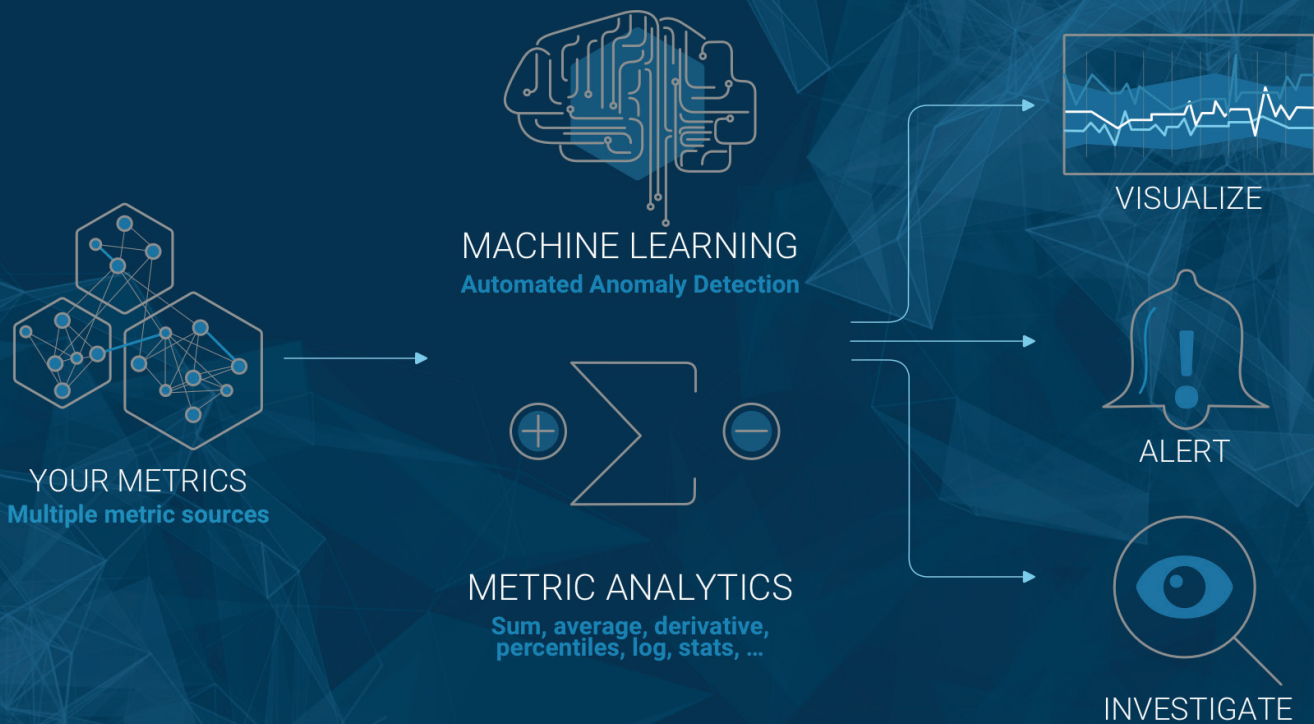 YOUR METRICS
Multiple metric sources
MACHINE LEARNING
Automated Anomaly Detection
METRIC ANALYTICS
Sum, average, derivative,
percentiles, log, stats, ...
VISUALIZE
ALERT
INVESTIGATE